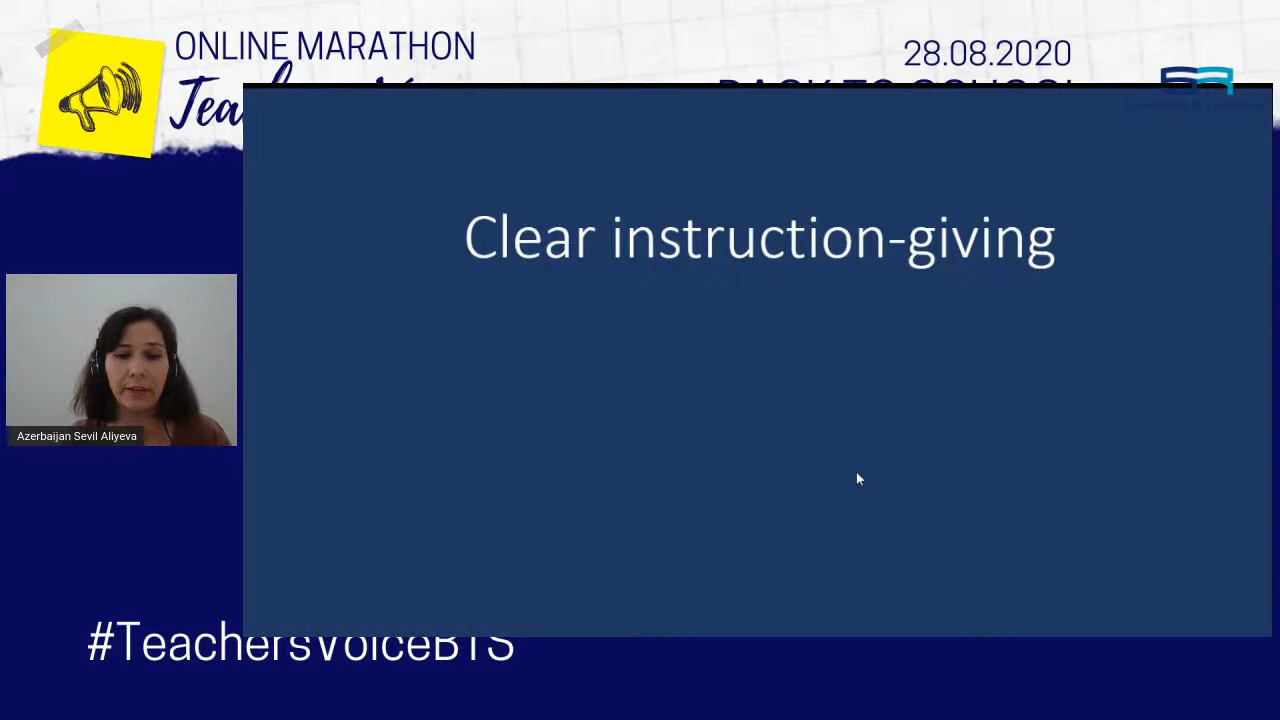 ONLINE MARATHON
28.08.2020
Clear instruction-giving
Azerbaijan Sevil Aliyeva
#TeachersVoiceBTS